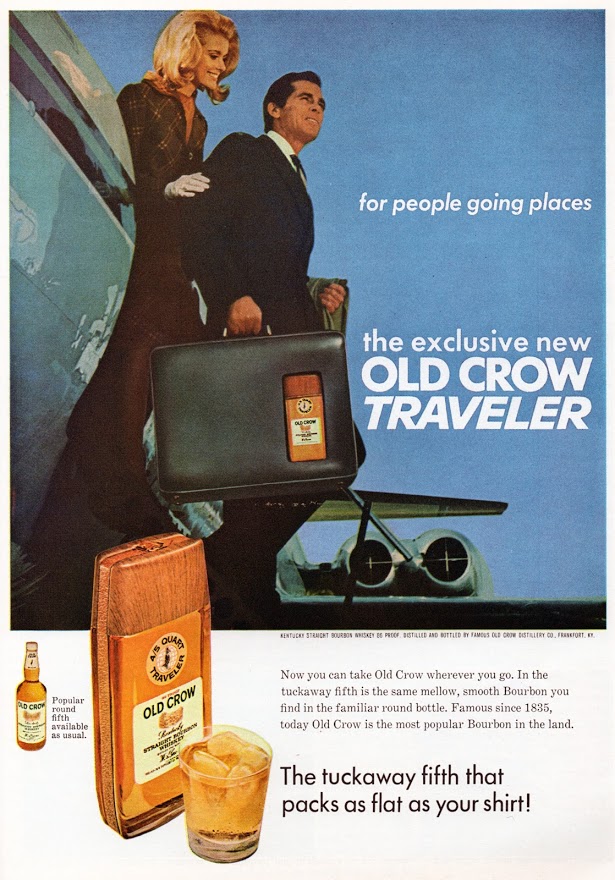 for people going places
the exclusive new
OLD CROW
TRAVELER
OLD CROW
KENTUCKY STRAIGHT BOURBON WHISKEY 86 PROOF. DISTILLED AND BOTTLED BY FAMOUS OLD CROW DISTILLERY CO., FRANKFORT, KY.
Now you can take Old Crow wherever you go. In the
tuckaway fifth is the same mellow, smooth Bourbon you
find in the familiar round bottle. Famous since 1835,
today Old Crow is the most popular Bourbon in the land.
The tuckaway fifth that
packs as flat as your shirt!
OLD CROW
Popular
round
fifth
available
as usual.
4/5 QUART
TRAVELER
OLD CROW
Kentucky
STRAIGHT BOURBON
WHISKEY